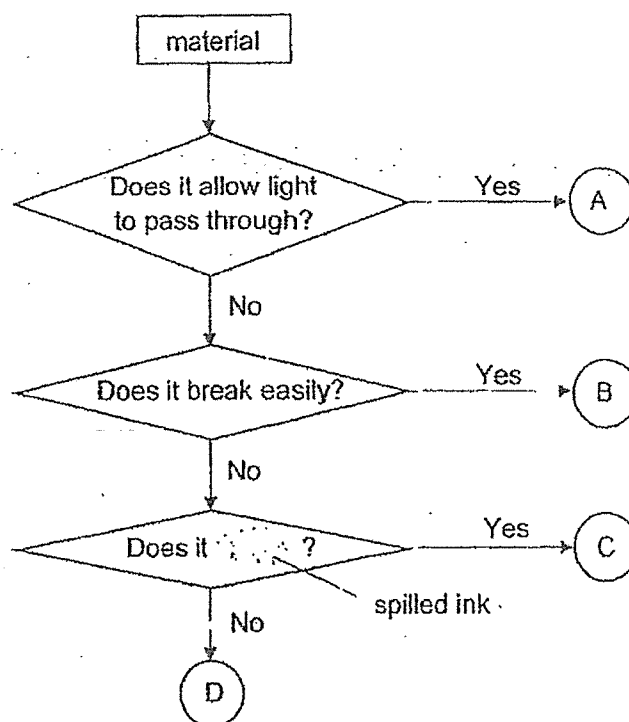 material
Does it allow light
to pass through?
Yes
A
No
Does it break easily?
Yes
B
No
Does it ?
Yes
C
spilled ink
No
D